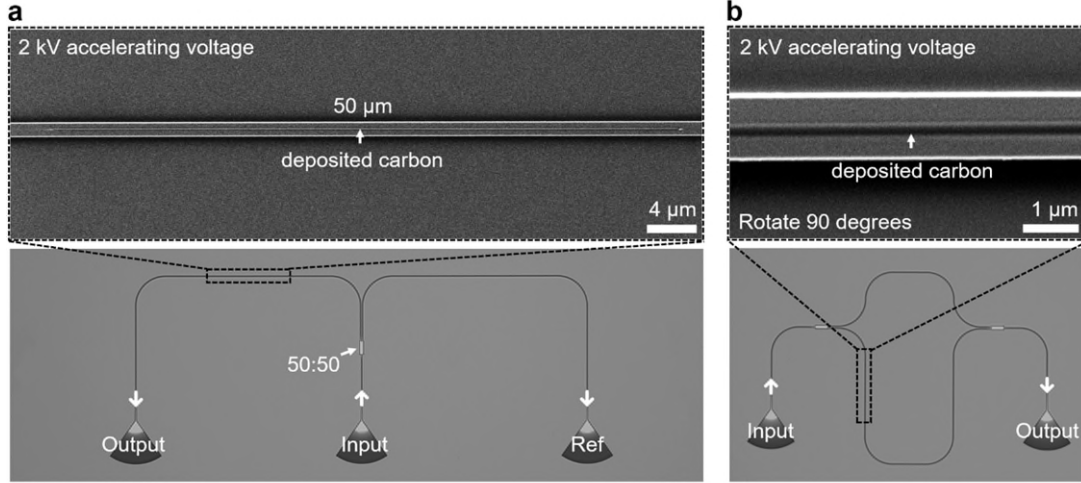 a
2 kV accelerating voltage
50 μm
deposited carbon
4 μm
50:50
Output
Input
Ref
b
2 kV accelerating voltage
deposited carbon
Rotate 90 degrees
1 μm
Input
Output